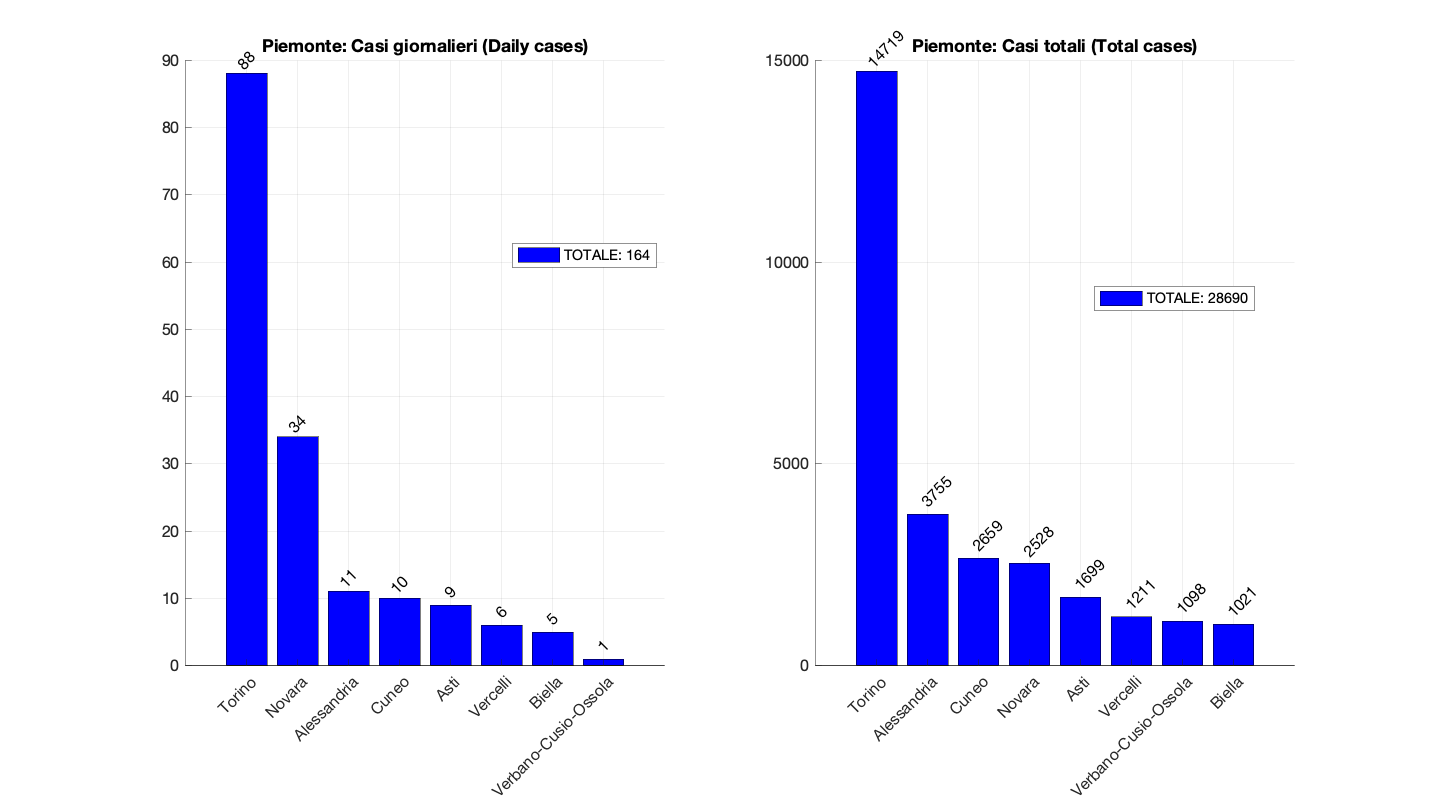 Piemonte: Casi giornalieri (Daily cases)
90
80
70
60
50
40
30
20
10
0
88
34
11
10
9
6
5
1
TOTALE: 164
Torino
Novara
Alessandria
Cuneo
Asti
Vercelli
Biella
Verbano-Cusio-Ossola
Piemonte: Casi totali (Total cases)
15000
10000
5000
0
14719
3755
2659
2528
1699
1211
1098
1021
TOTALE: 28690
Torino
Alessandria
Cuneo
Novara
Asti
Vercelli
Verbano-Cusio-Ossola
Biella